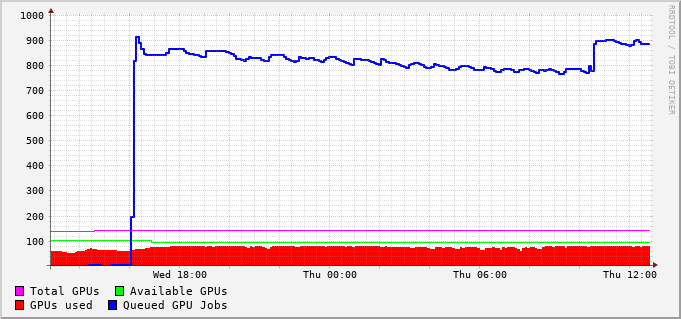 1000
900
800
700
600
500
400
300
200
100
Wed 18:00 Thu 00:00 Thu 06:00 Thu 12:00
Total GPUs Available GPUs
GPUs used Queued GPU Jobs
RRDTOOL / TOBI OETIKER